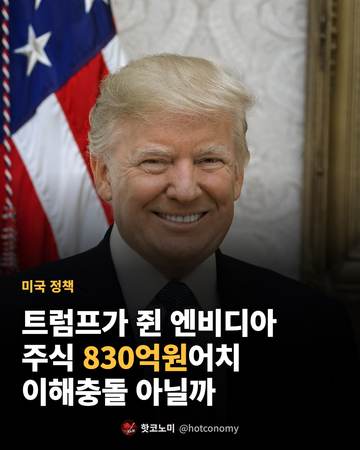 미국 정책
트럼프가 쥔 엔비디아
주식 830억원어치
이해충돌 아닐까
핫코노미 @hotconomy